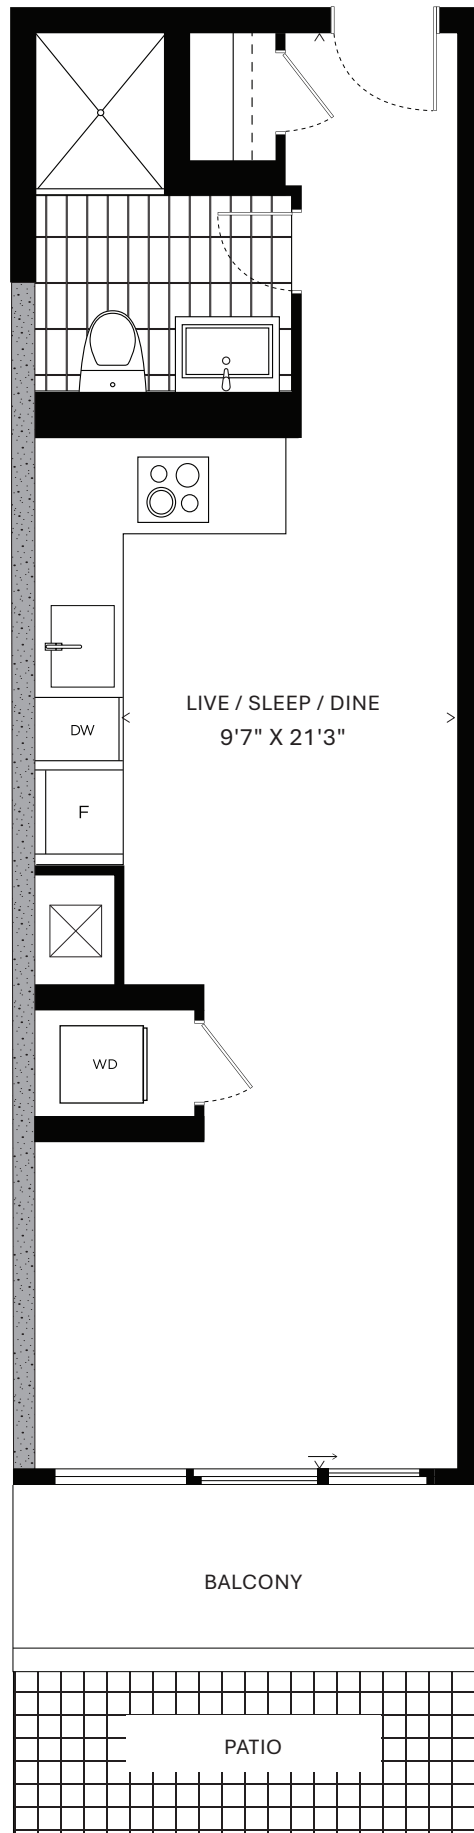 LIVE / SLEEP / DINE
9'7" X 21'3"
DW
F
WD
BALCONY
PATIO